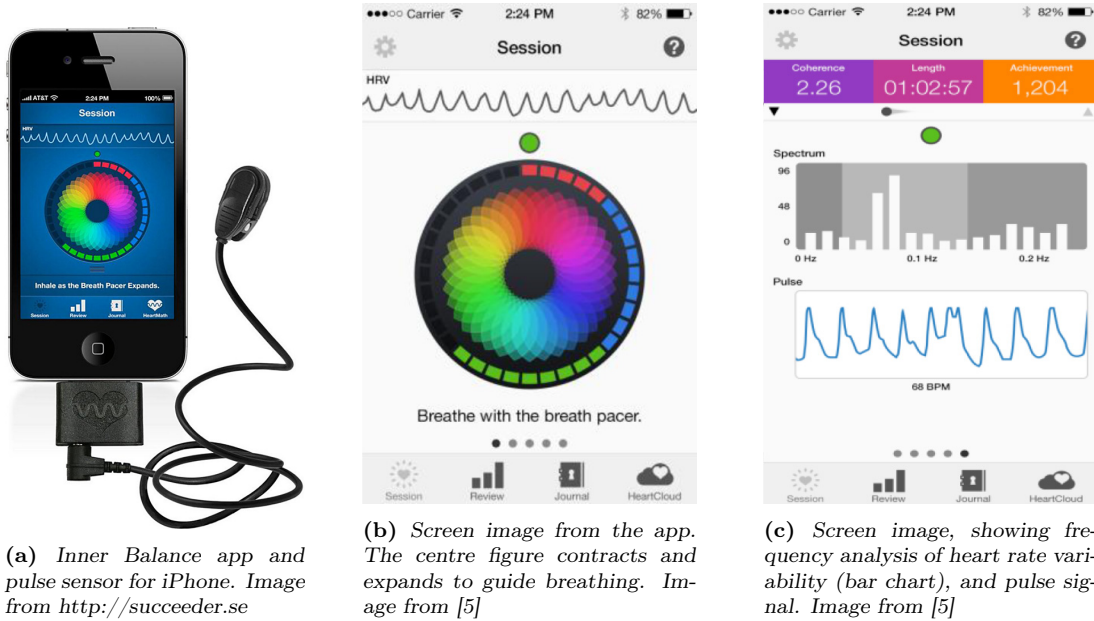 AT&T 2:24 PM 100%
Session
HRV
Inhale as the Breath Pacer Expands.
Session Review Journal HeartMath
(a) Inner Balance app and
pulse sensor for iPhone. Image
from http://succeeder.se
Carrier 2:24 PM 82%
Session ?
HRV
Breathe with the breath pacer.
Session Review Journal HeartCloud
(b) Screen image from the app.
The centre figure contracts and
expands to guide breathing. Im-
age from [5]
Carrier 2:24 PM 82%
Session ?
Coherence Length Achievement
2.26 01:02:57 1,204
Spectrum
96
48
0
0 Hz 0.1 Hz 0.2 Hz
Pulse
68 BPM
Session Review Journal HeartCloud
(c) Screen image, showing fre-
quency analysis of heart rate vari-
ability (bar chart), and pulse sig-
nal. Image from [5]